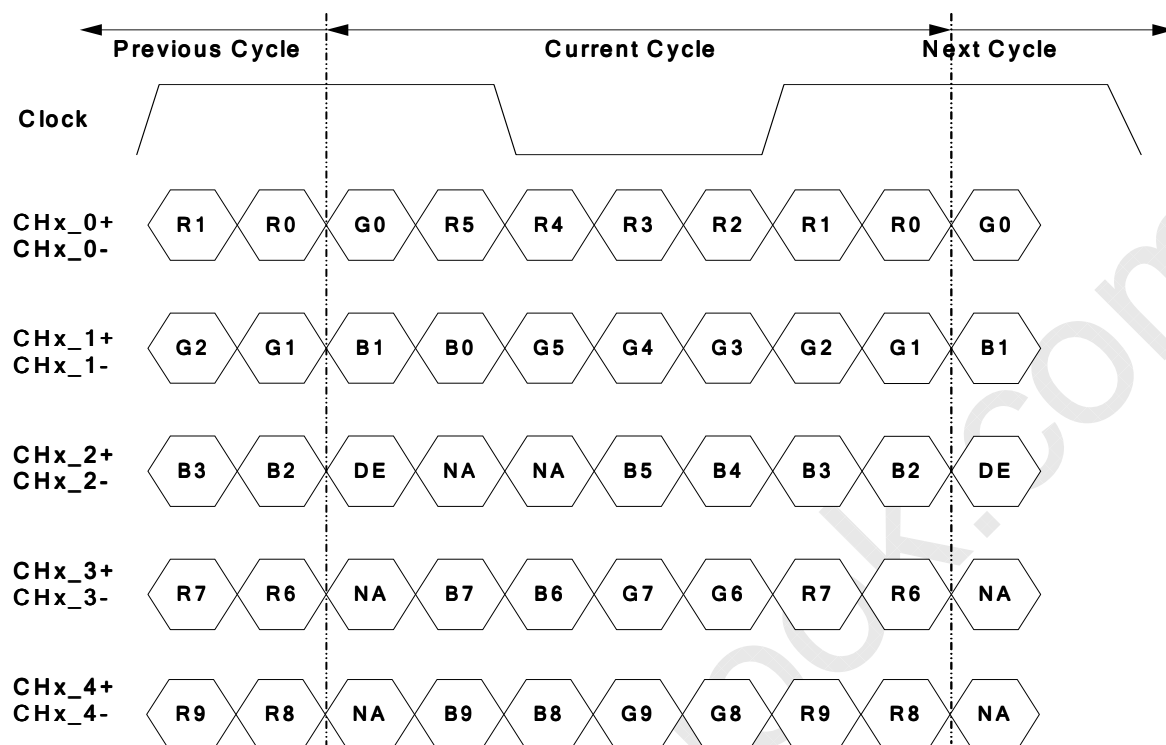 Previous Cycle Current Cycle Next Cycle
Clock
CHx_0+
CHx_0-
R1 R0 G0 R5 R4 R3 R2 R1 R0 G0
CHx_1+
CHx_1-
G2 G1 B1 B0 G5 G4 G3 G2 G1 B1
CHx_2+
CHx_2-
B3 B2 DE NA NA B5 B4 B3 B2 DE
CHx_3+
CHx_3-
R7 R6 NA B7 B6 G7 G6 R7 R6 NA
CHx_4+
CHx_4-
R9 R8 NA B9 B8 G9 G8 R9 R8 NA